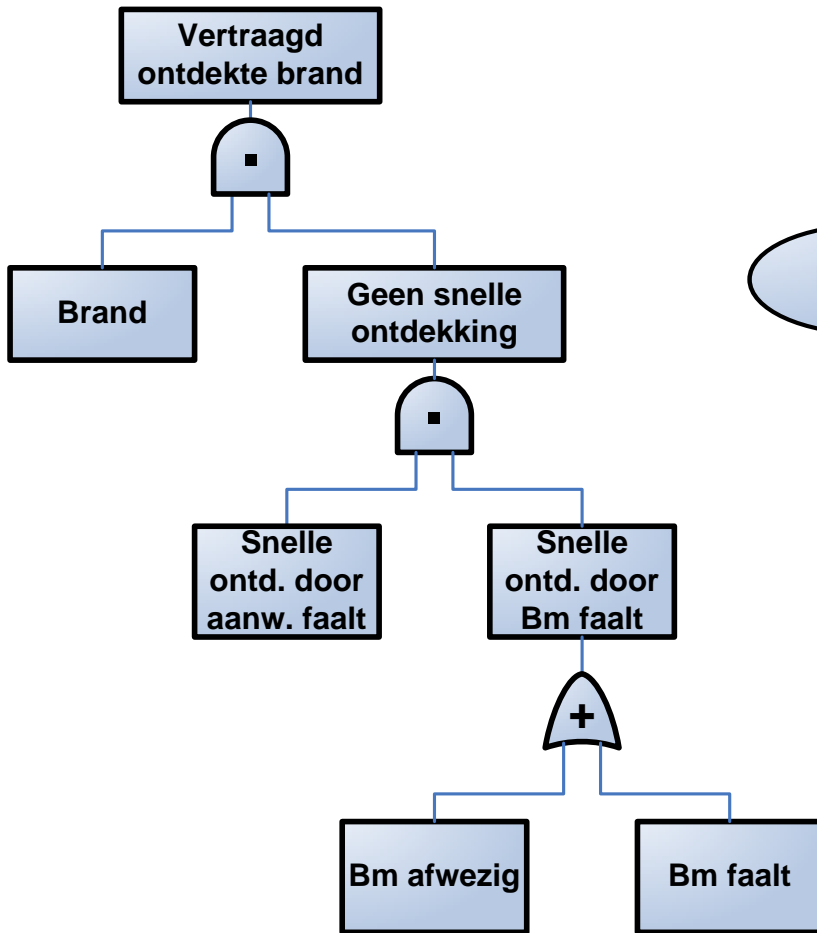 Vertraagd
ontdekte brand
Brand
Geen snelle
ontdekking
Snelle
ontd. door
aanw. faalt
Snelle
ontd. door
Bm faalt
+
Bm afwezig
Bm faalt